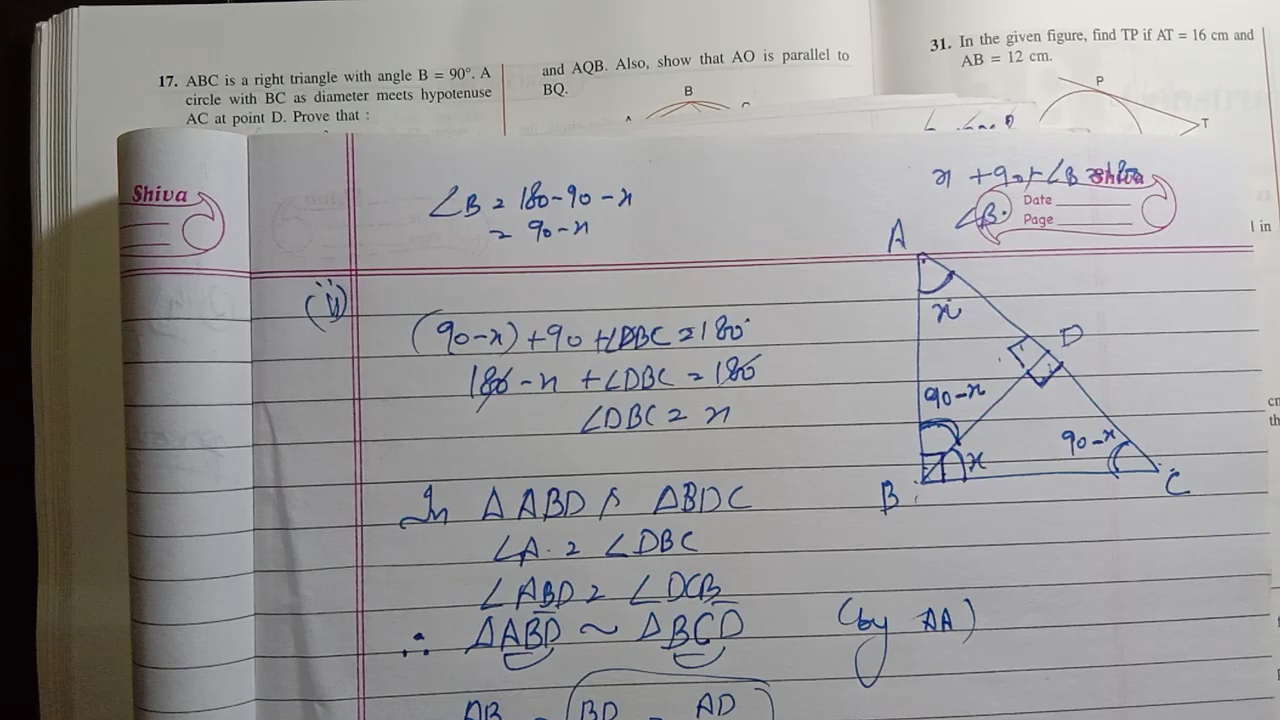 17. ABC is a right triangle with angle B = 90°. A
circle with BC as diameter meets hypotenuse
AC at point D. Prove that :
and AQB. Also, show that AO is parallel to
BQ.
B
31. In the given figure, find TP if AT = 16 cm and
AB = 12 cm.
P
T
Shiva
∠B = 180-90-x
= 90-x
x + 90 + ∠B
∠B.
Date
Page
(ii)
(90-x) + 90 + ∠DBC = 180°
180 - x + ∠DBC = 180
∠DBC = x
A
x
D
90-x
90-x
x
B
C
In ΔABD & ΔBDC
∠A = ∠DBC
∠ABD = ∠DCB
∴ ΔABD ~ ΔBCD (by AA)
AB = BD = AD